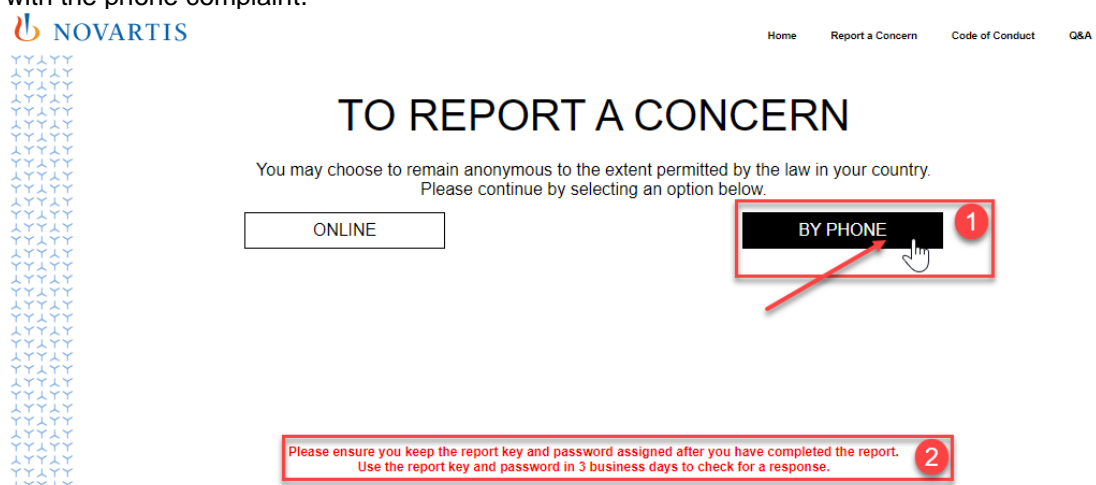 with the phone complaint.
NOVARTIS
Home Report a Concern Code of Conduct Q&A
TO REPORT A CONCERN
You may choose to remain anonymous to the extent permitted by the law in your country.
Please continue by selecting an option below.
ONLINE
BY PHONE
1
Please ensure you keep the report key and password assigned after you have completed the report.
Use the report key and password in 3 business days to check for a response.
2